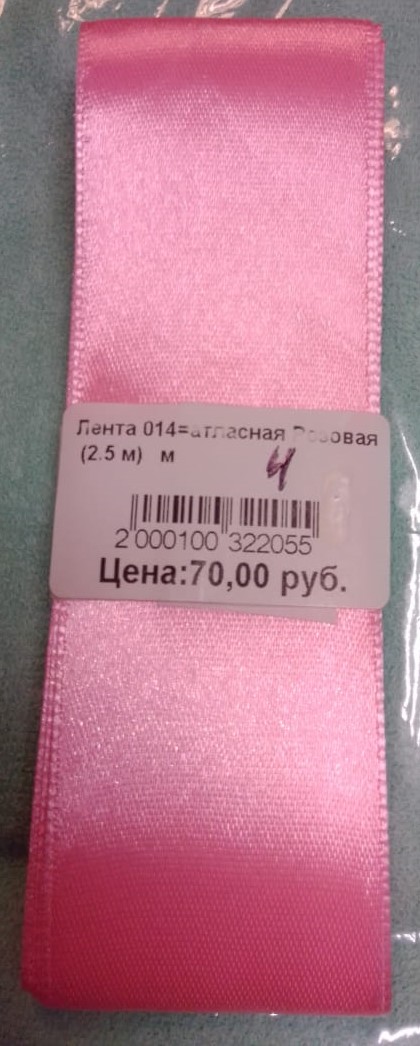 Лента 014=атласная Розовая
(2.5 м) м
4
2 000100 322055
Цена:70,00 руб.